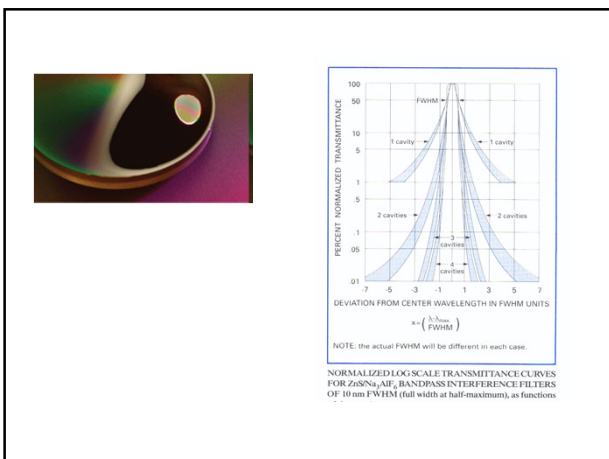 PERCENT NORMALIZED TRANSMITTANCE
100
50
10
5
1
.5
.1
.05
.01
FWHM
1 cavity
1 cavity
2 cavities
2 cavities
3
cavities
4
cavities
-7 -5 -3 -1 1 3 5 7
DEVIATION FROM CENTER WAVELENGTH IN FWHM UNITS
x = ( λ-λmax / FWHM )
NOTE: the actual FWHM will be different in each case.
NORMALIZED LOG SCALE TRANSMITTANCE CURVES
FOR ZnS/Na3AlF6 BANDPASS INTERFERENCE FILTERS
OF 10 nm FWHM (full width at half-maximum), as functions